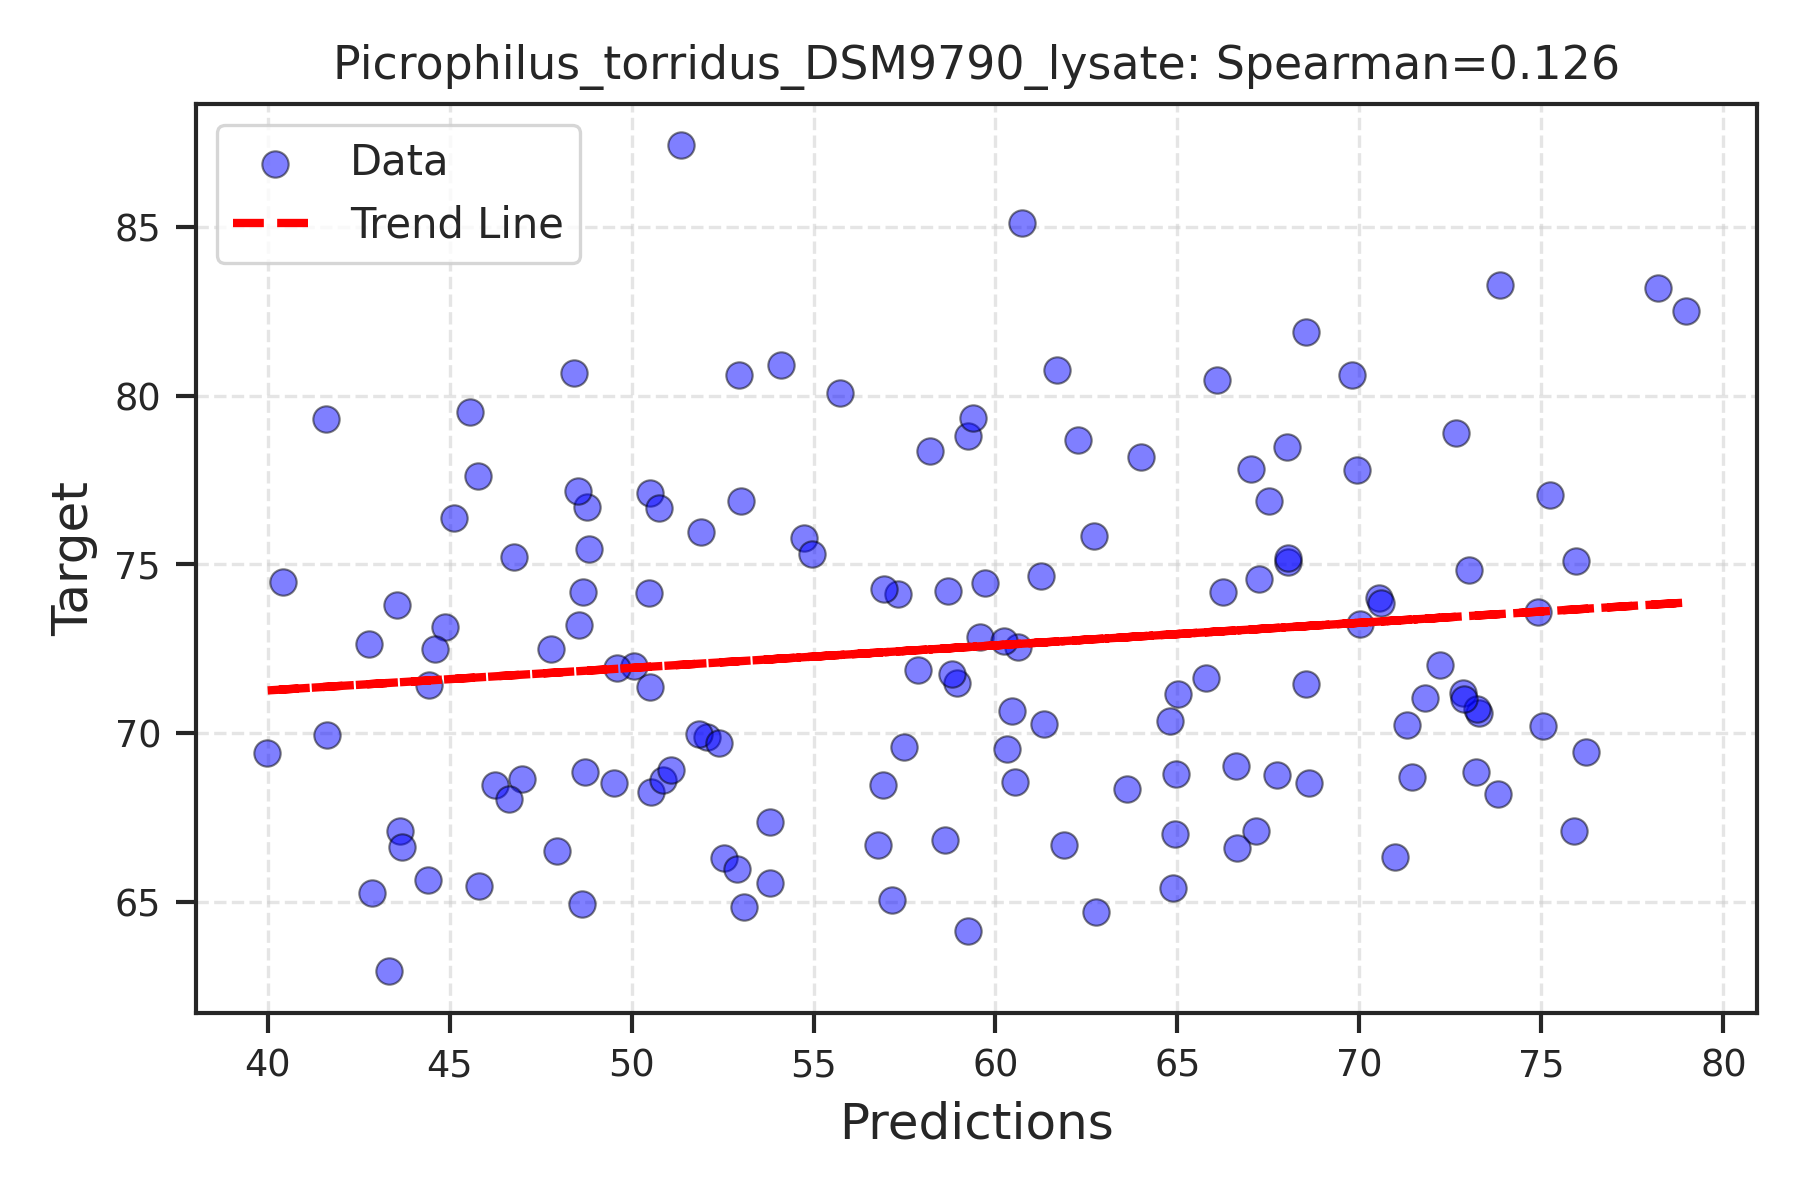 Picrophilus_torridus_DSM9790_lysate: Spearman=0.126
Data
Trend Line
85
80
75
70
65
Target
40 45 50 55 60 65 70 75 80
Predictions